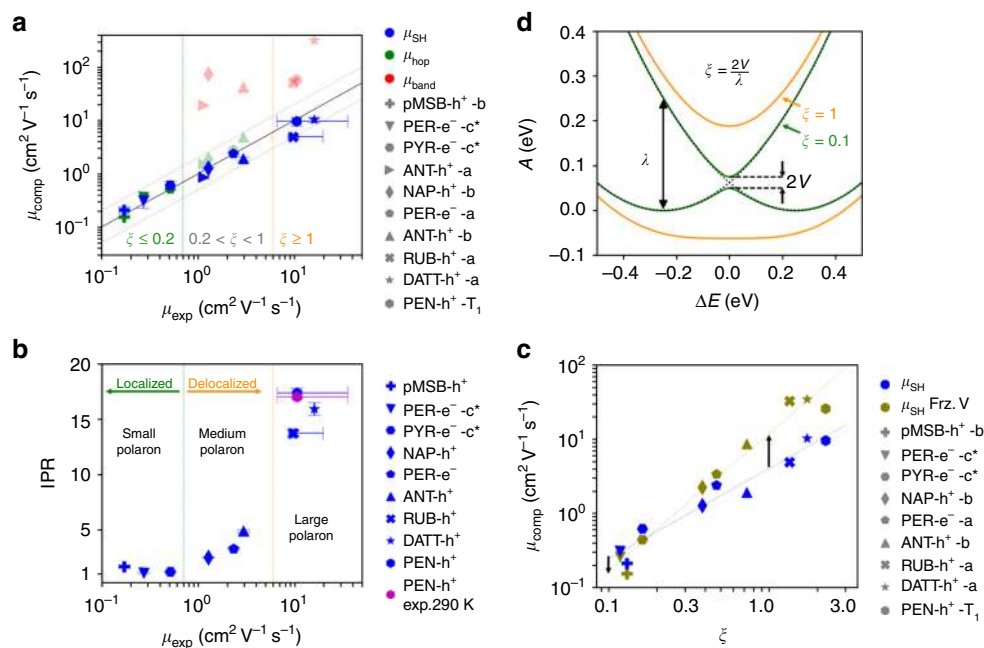 a
μcomp (cm² V⁻¹ s⁻¹)
10²
10¹
10⁰
10⁻¹
ξ ≤ 0.2
0.2 < ξ < 1
ξ ≥ 1
10⁻¹
10⁰
10¹
μexp (cm² V⁻¹ s⁻¹)
μSH
μhop
μband
pMSB-h⁺ -b
PER-e⁻ -c*
PYR-e⁻ -c*
ANT-h⁺ -a
NAP-h⁺ -b
PER-e⁻ -a
ANT-h⁺ -b
RUB-h⁺ -a
DATT-h⁺ -a
PEN-h⁺ -T₁
d
A (eV)
0.4
0.3
0.2
0.1
0.0
−0.1
ξ = 2V/λ
ξ = 1
ξ = 0.1
λ
2V
−0.4
−0.2
0.0
0.2
0.4
ΔE (eV)
b
IPR
20
15
10
5
1
Localized
Delocalized
Small
polaron
Medium
polaron
Large
polaron
10⁻¹
10⁰
10¹
μexp (cm² V⁻¹ s⁻¹)
pMSB-h⁺
PER-e⁻ -c*
PYR-e⁻ -c*
NAP-h⁺
PER-e⁻
ANT-h⁺
RUB-h⁺
DATT-h⁺
PEN-h⁺
PEN-h⁺
exp.290 K
c
μcomp (cm² V⁻¹ s⁻¹)
10²
10¹
10⁰
10⁻¹
0.1
0.3
1.0
3.0
ξ
μSH
μSH Frz. V
pMSB-h⁺ -b
PER-e⁻ -c*
PYR-e⁻ -c*
NAP-h⁺ -b
PER-e⁻ -a
ANT-h⁺ -b
RUB-h⁺ -a
DATT-h⁺ -a
PEN-h⁺ -T₁